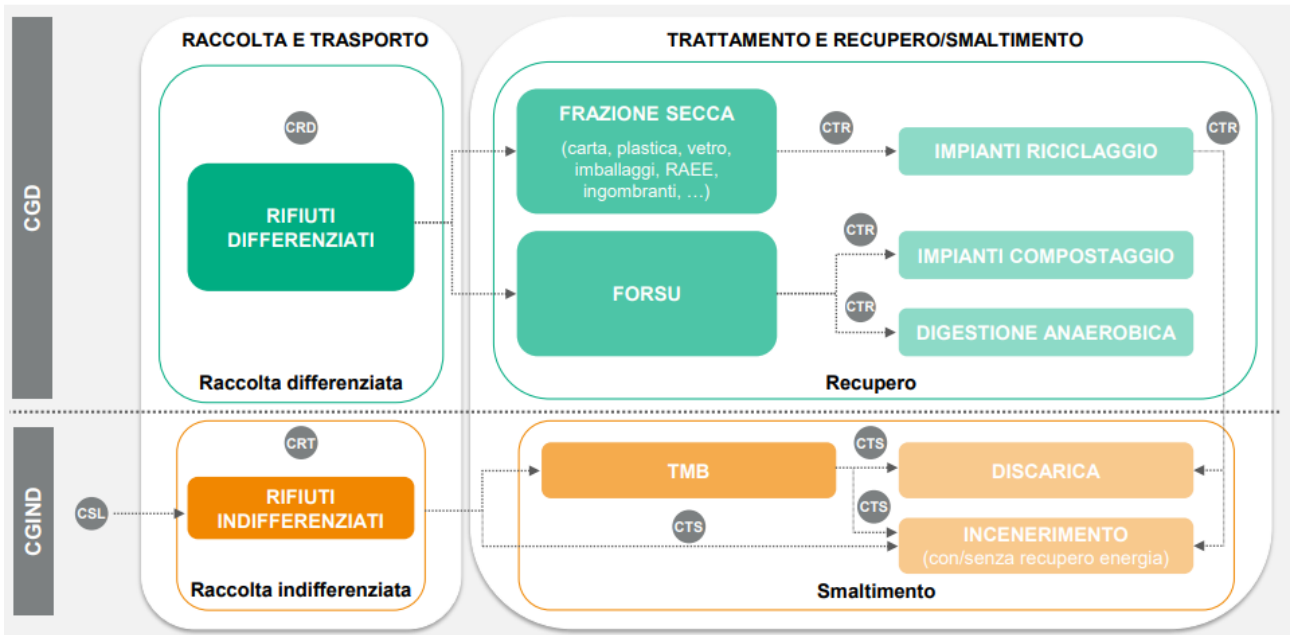 RACCOLTA E TRASPORTO
TRATTAMENTO E RECUPERO/SMALTIMENTO
CGD
CRD
RIFIUTI
DIFFERENZIATI
Raccolta differenziata
FRAZIONE SECCA
(carta, plastica, vetro,
imballaggi, RAEE,
ingombranti, …)
CTR
IMPIANTI RICICLAGGIO
CTR
FORSU
CTR
IMPIANTI COMPOSTAGGIO
CTR
DIGESTIONE ANAEROBICA
Recupero
CGIND
CSL
CRT
RIFIUTI
INDIFFERENZIATI
Raccolta indifferenziata
TMB
CTS
DISCARICA
CTS
CTS
INCENERIMENTO
(con/senza recupero energia)
Smaltimento